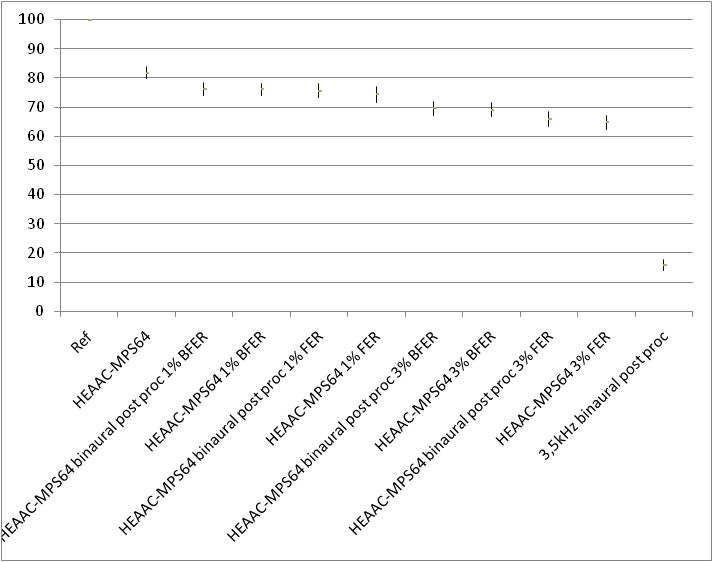 100
90
80
70
60
50
40
30
20
10
0
Ref
HEAAC-MPS64
HEAAC-MPS64 binaural post proc 1% BFER
HEAAC-MPS64 1% BFER
HEAAC-MPS64 binaural post proc 1% FER
HEAAC-MPS64 1% FER
HEAAC-MPS64 binaural post proc 3% BFER
HEAAC-MPS64 3% BFER
HEAAC-MPS64 binaural post proc 3% FER
HEAAC-MPS64 3% FER
3,5kHz binaural post proc